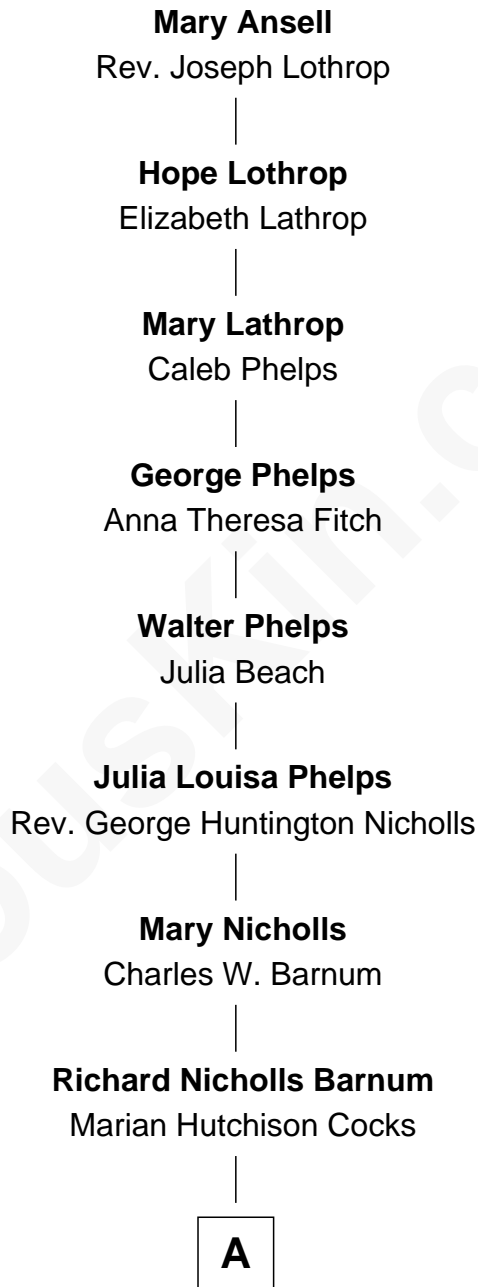 Mary Ansell
Rev. Joseph Lothrop
Hope Lothrop
Elizabeth Lathrop
Mary Lathrop
Caleb Phelps
George Phelps
Anna Theresa Fitch
Walter Phelps
Julia Beach
Julia Louisa Phelps
Rev. George Huntington Nicholls
Mary Nicholls
Charles W. Barnum
Richard Nicholls Barnum
Marian Hutchison Cocks
A